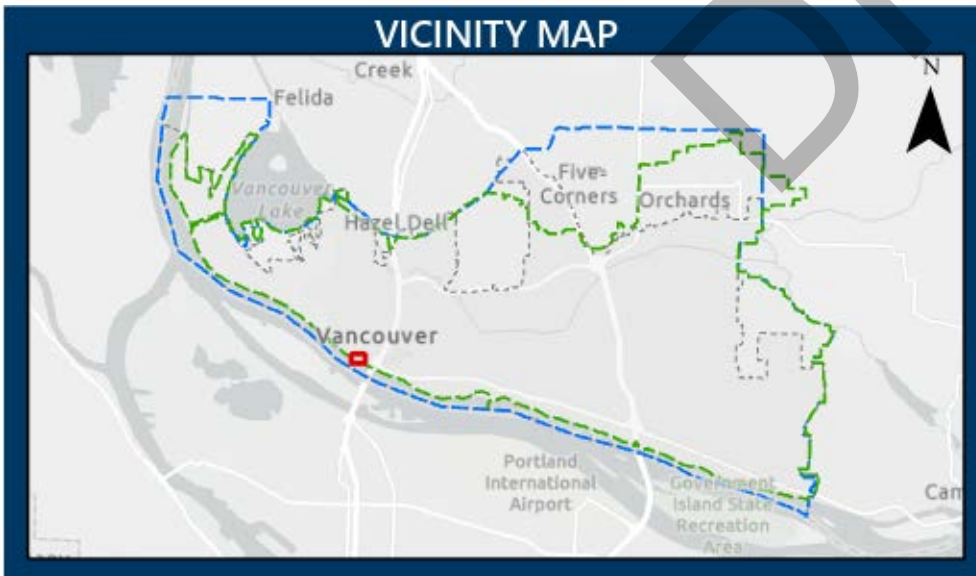 VICINITY MAP
Creek
N
Felida
Vancouver
Lake
Five
Corners
Orchards
Hazel Dell
Vancouver
Portland
International
Airport
Government
Island State
Recreation
Area
Cam